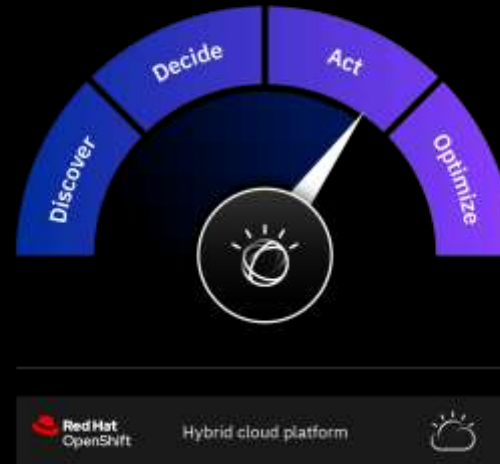 Discover
Decide
Act
Optimize
Red Hat
OpenShift
Hybrid cloud platform